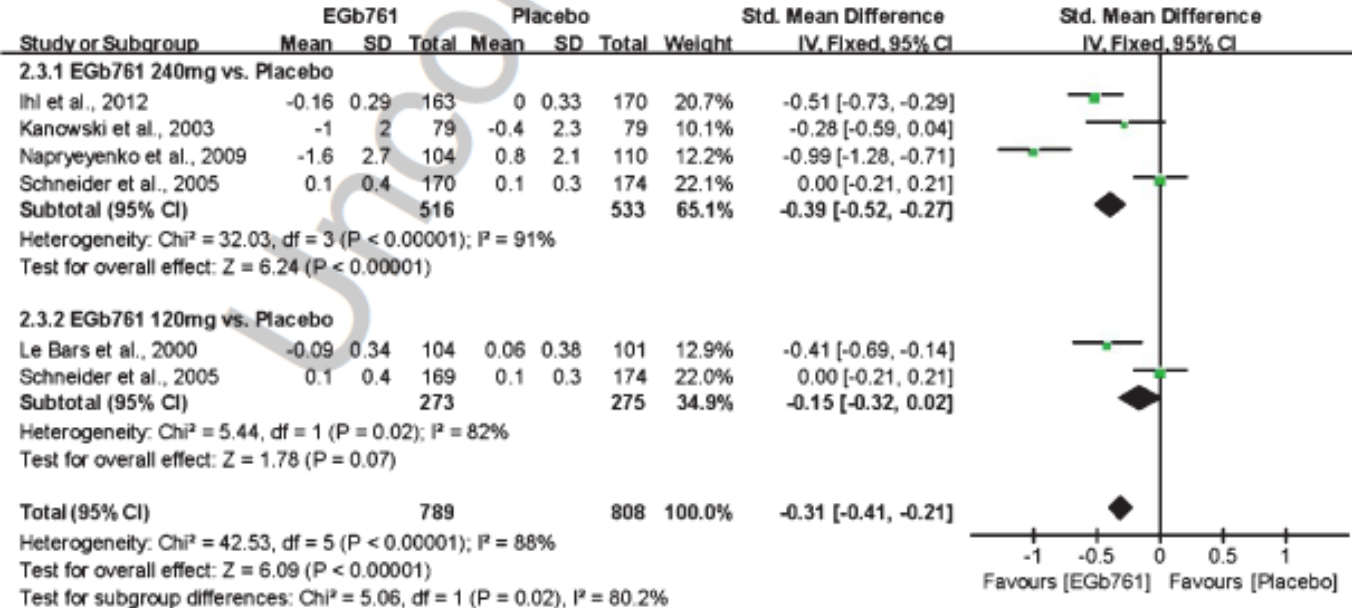 EGb761 Placebo Std. Mean Difference Std. Mean Difference
Study or Subgroup Mean SD Total Mean SD Total Weight IV, Fixed, 95% CI IV, Fixed, 95% CI
2.3.1 EGb761 240mg vs. Placebo
Ihl et al., 2012 -0.16 0.29 163 0 0.33 170 20.7% -0.51 [-0.73, -0.29]
Kanowski et al., 2003 -1 2 79 -0.4 2.3 79 10.1% -0.28 [-0.59, 0.04]
Napryeyenko et al., 2009 -1.6 2.7 104 0.8 2.1 110 12.2% -0.99 [-1.28, -0.71]
Schneider et al., 2005 0.1 0.4 170 0.1 0.3 174 22.1% 0.00 [-0.21, 0.21]
Subtotal (95% CI) 516 533 65.1% -0.39 [-0.52, -0.27]
Heterogeneity: Chi² = 32.03, df = 3 (P < 0.00001); I² = 91%
Test for overall effect: Z = 6.24 (P < 0.00001)
2.3.2 EGb761 120mg vs. Placebo
Le Bars et al., 2000 -0.09 0.34 104 0.06 0.38 101 12.9% -0.41 [-0.69, -0.14]
Schneider et al., 2005 0.1 0.4 169 0.1 0.3 174 22.0% 0.00 [-0.21, 0.21]
Subtotal (95% CI) 273 275 34.9% -0.15 [-0.32, 0.02]
Heterogeneity: Chi² = 5.44, df = 1 (P = 0.02); I² = 82%
Test for overall effect: Z = 1.78 (P = 0.07)
Total (95% CI) 789 808 100.0% -0.31 [-0.41, -0.21]
Heterogeneity: Chi² = 42.53, df = 5 (P < 0.00001); I² = 88%
Test for overall effect: Z = 6.09 (P < 0.00001)
Test for subgroup differences: Chi² = 5.06, df = 1 (P = 0.02), I² = 80.2%
-1 -0.5 0 0.5 1
Favours [EGb761] Favours [Placebo]
Unco